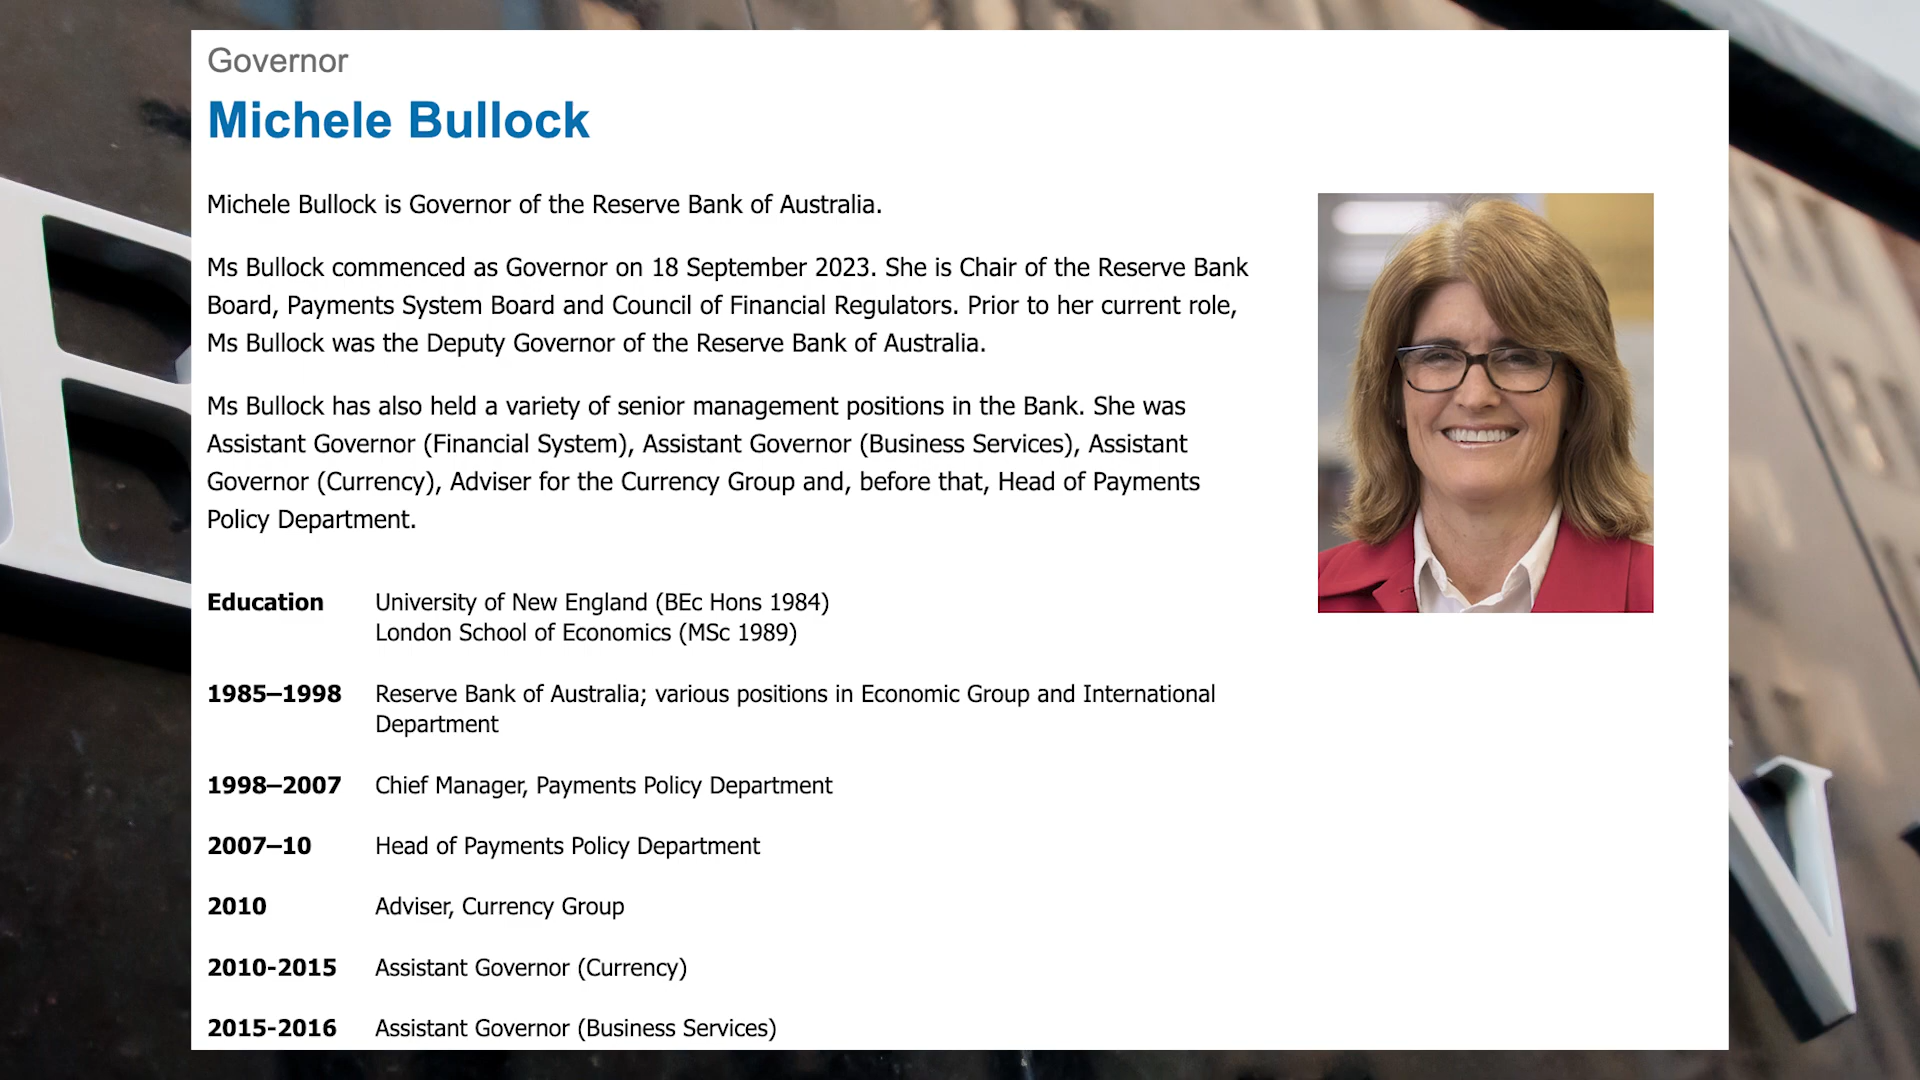 Governor
Michele Bullock
Michele Bullock is Governor of the Reserve Bank of Australia.
Ms Bullock commenced as Governor on 18 September 2023. She is Chair of the Reserve Bank
Board, Payments System Board and Council of Financial Regulators. Prior to her current role,
Ms Bullock was the Deputy Governor of the Reserve Bank of Australia.
Ms Bullock has also held a variety of senior management positions in the Bank. She was
Assistant Governor (Financial System), Assistant Governor (Business Services), Assistant
Governor (Currency), Adviser for the Currency Group and, before that, Head of Payments
Policy Department.
Education University of New England (BEc Hons 1984)
London School of Economics (MSc 1989)
1985–1998 Reserve Bank of Australia; various positions in Economic Group and International
Department
1998–2007 Chief Manager, Payments Policy Department
2007–10 Head of Payments Policy Department
2010 Adviser, Currency Group
2010-2015 Assistant Governor (Currency)
2015-2016 Assistant Governor (Business Services)